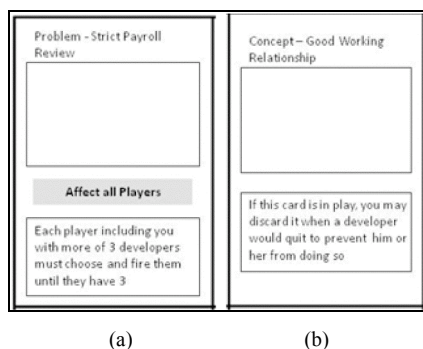 Problem - Strict Payroll
Review
Affect all Players
Each player including you
with more of 3 developers
must choose and fire them
until they have 3
(a)
Concept – Good Working
Relationship
If this card is in play, you may
discard it when a developer
would quit to prevent him or
her from doing so
(b)